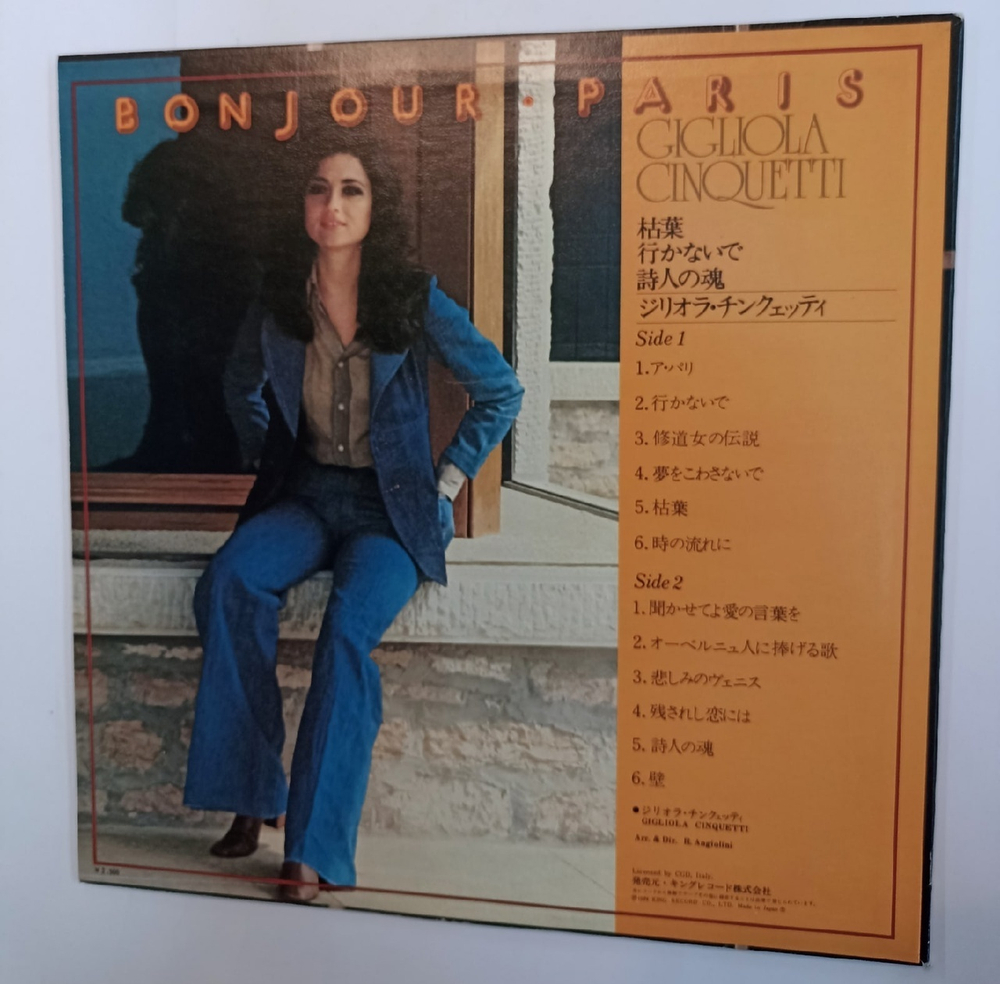 BONJOUR・PARIS
GIGLIOLA
CINQUETTI
枯葉
行かないで
詩人の魂
ジリオラ・チンクェッティ
Side 1
1.ア・パリ
2.行かないで
3.修道女の伝説
4.夢をこわさないで
5.枯葉
6.時の流れに
Side 2
1.聞かせてよ愛の言葉を
2.オーベルニュ人に捧げる歌
3.悲しみのヴェニス
4.残されし恋には
5.詩人の魂
6.壁
●ジリオラ・チンクェッティ
GIGLIOLA CINQUETTI
Arr. & Dir. R. Angiolini
Licensed by CGD, Italy.
発売元・キングレコード株式会社
KING RECORD CO., LTD. Made in Japan